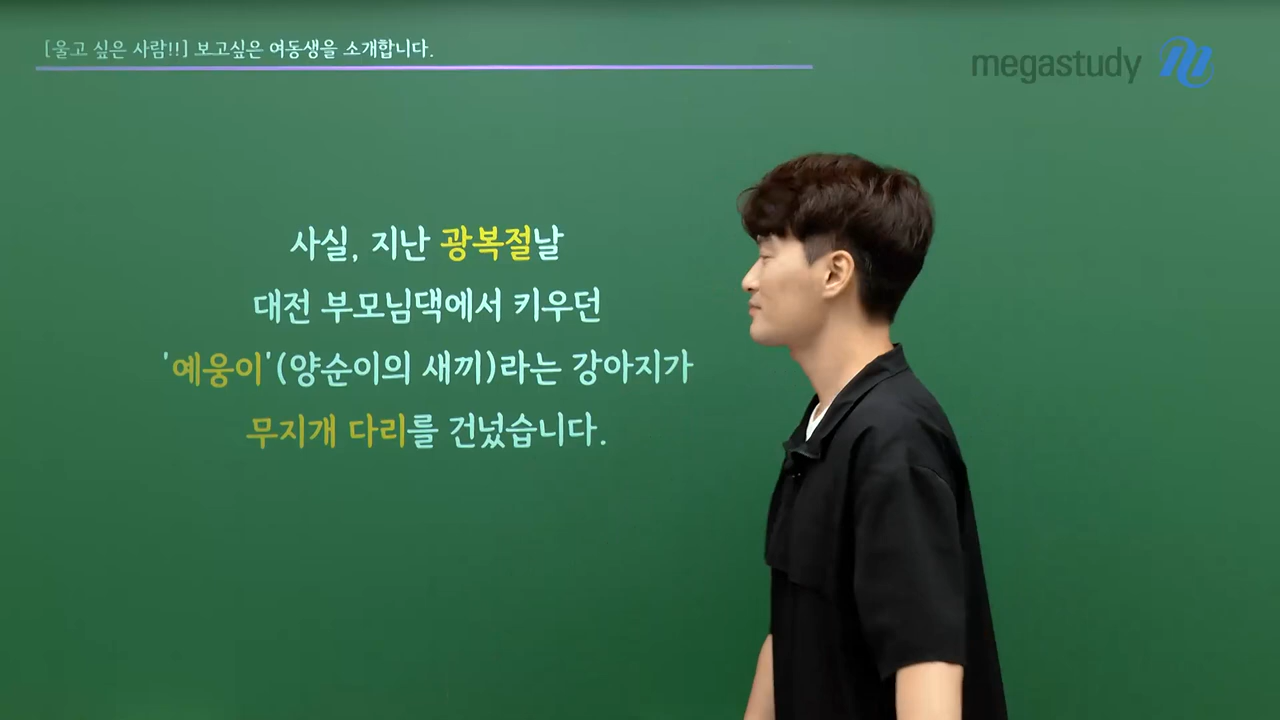 [울고 싶은 사람!!] 보고싶은 여동생을 소개합니다.
megastudy
사실, 지난 광복절날
대전 부모님댁에서 키우던
'예웅이'(양순이의 새끼)라는 강아지가
무지개 다리를 건넜습니다.